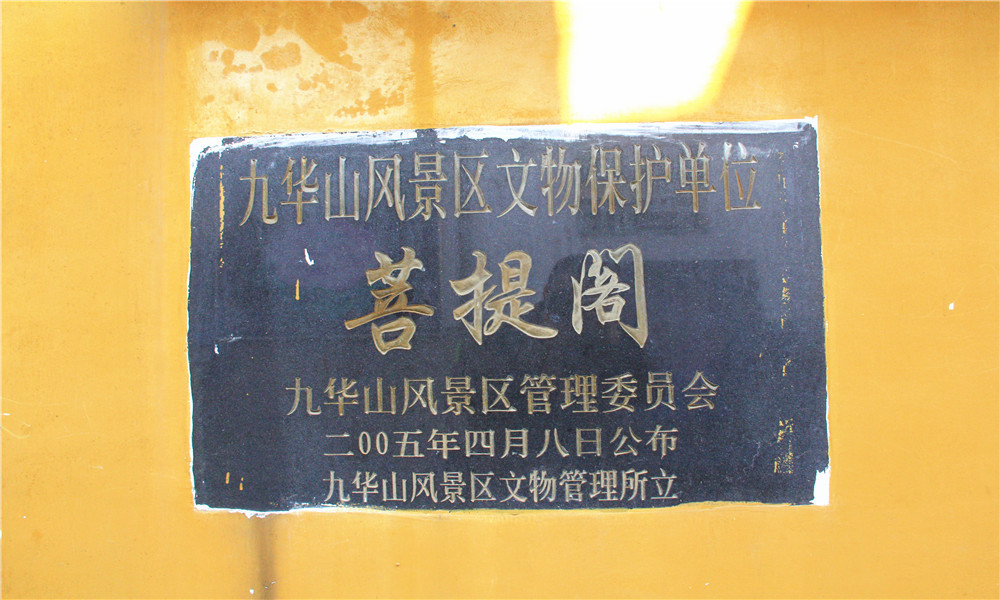 九华山风景区文物保护单位
菩提阁
九华山风景区管理委员会
二00五年四月八日公布
九华山风景区文物管理所立